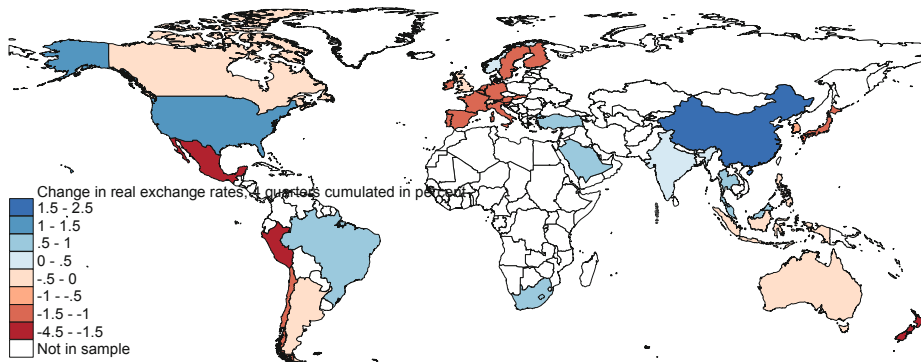 Change in real exchange rates, 4 quarters cumulated in percent
1.5 - 2.5
1 - 1.5
.5 - 1
0 - .5
-.5 - 0
-1 - -.5
-1.5 - -1
-4.5 - -1.5
Not in sample